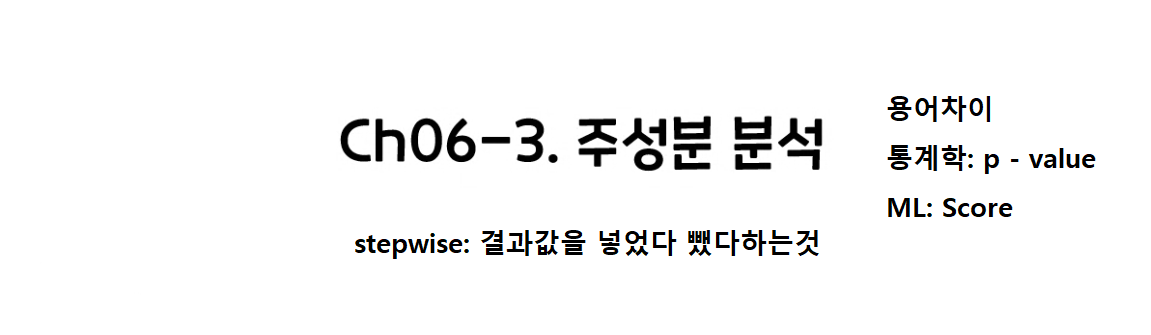 Ch06-3. 주성분 분석
stepwise: 결과값을 넣었다 뺐다하는것
용어차이
통계학: p - value
ML: Score